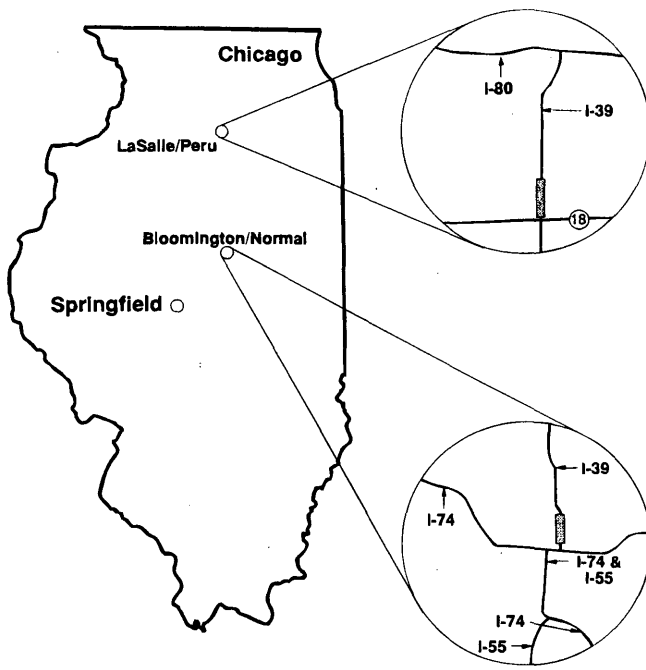 Chicago
I-80
I-39
LaSalle/Peru
18
Bloomington/Normal
Springfield
I-39
I-74
I-74 &
I-55
I-74
I-55